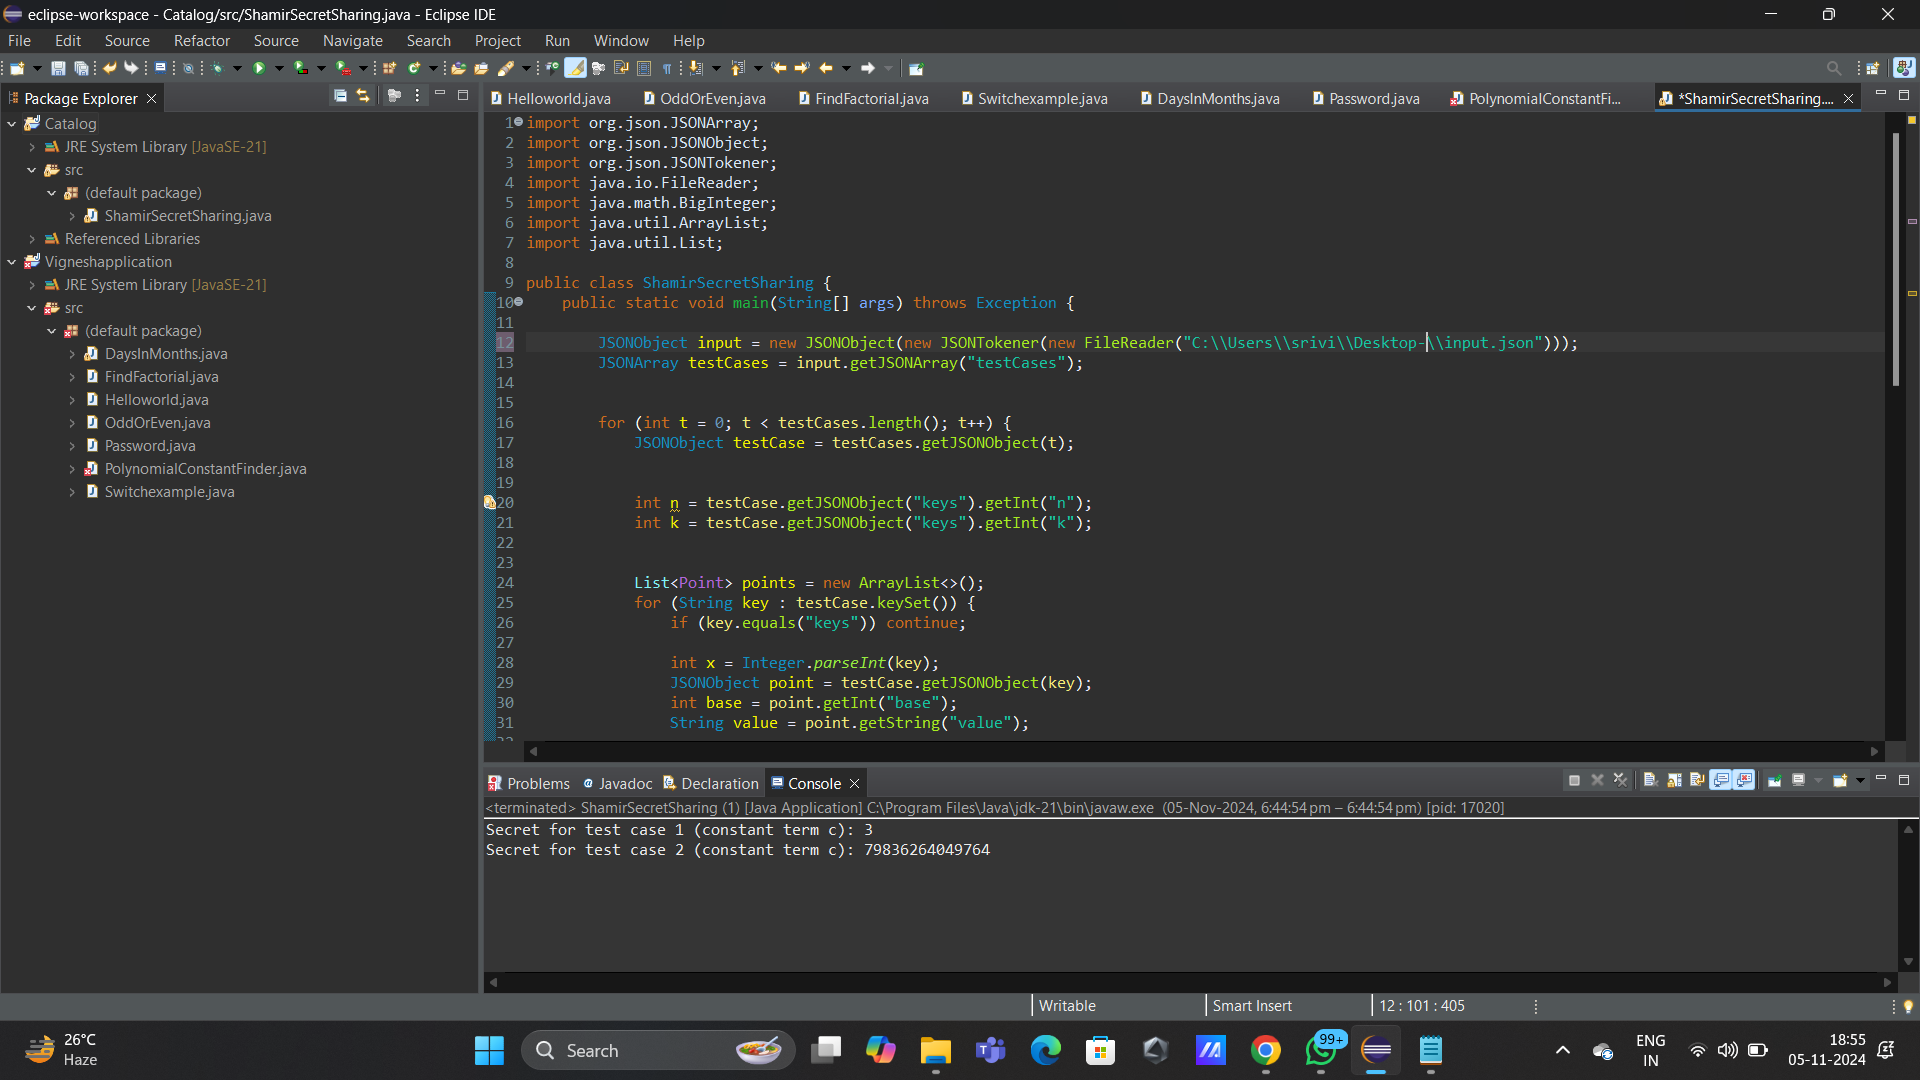 eclipse-workspace - Catalog/src/ShamirSecretSharing.java - Eclipse IDE
File Edit Source Refactor Source Navigate Search Project Run Window Help
Package Explorer
Catalog
JRE System Library [JavaSE-21]
src
(default package)
ShamirSecretSharing.java
Referenced Libraries
Vigneshapplication
JRE System Library [JavaSE-21]
src
(default package)
DaysInMonths.java
FindFactorial.java
Helloworld.java
OddOrEven.java
Password.java
PolynomialConstantFinder.java
Switchexample.java
Helloworld.java OddOrEven.java FindFactorial.java Switchexample.java DaysInMonths.java Password.java PolynomialConstantFi... *ShamirSecretSharing....
1 import org.json.JSONArray;
2 import org.json.JSONObject;
3 import org.json.JSONTokener;
4 import java.io.FileReader;
5 import java.math.BigInteger;
6 import java.util.ArrayList;
7 import java.util.List;
8
9 public class ShamirSecretSharing {
10 public static void main(String[] args) throws Exception {
11
12 JSONObject input = new JSONObject(new JSONTokener(new FileReader("C:\\Users\\srivi\\Desktop-\\input.json")));
13 JSONArray testCases = input.getJSONArray("testCases");
14
15
16 for (int t = 0; t < testCases.length(); t++) {
17 JSONObject testCase = testCases.getJSONObject(t);
18
19
20 int n = testCase.getJSONObject("keys").getInt("n");
21 int k = testCase.getJSONObject("keys").getInt("k");
22
23
24 List<Point> points = new ArrayList<>();
25 for (String key : testCase.keySet()) {
26 if (key.equals("keys")) continue;
27
28 int x = Integer.parseInt(key);
29 JSONObject point = testCase.getJSONObject(key);
30 int base = point.getInt("base");
31 String value = point.getString("value");
Problems Javadoc Declaration Console
<terminated> ShamirSecretSharing (1) [Java Application] C:\Program Files\Java\jdk-21\bin\javaw.exe (05-Nov-2024, 6:44:54 pm – 6:44:54 pm) [pid: 17020]
Secret for test case 1 (constant term c): 3
Secret for test case 2 (constant term c): 79836264049764
Writable Smart Insert 12 : 101 : 405
26°C
Haze
Search
99+
ENG
IN
18:55
05-11-2024